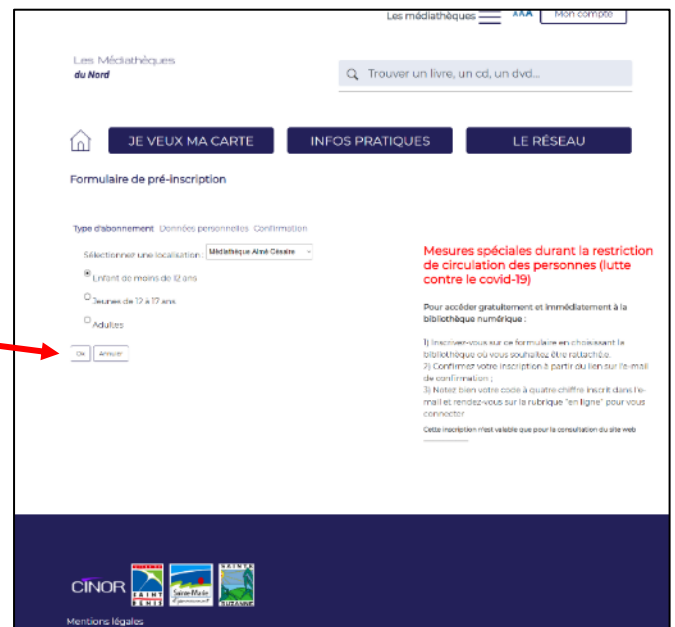 Les médiathèques
AAA
Mon compte
Les Médiathèques
du Nord
Trouver un livre, un cd, un dvd...
JE VEUX MA CARTE
INFOS PRATIQUES
LE RÉSEAU
Formulaire de pré-inscription
Type d'abonnement Données personnelles Confirmation
Sélectionnez une localisation : Médiathèque Aimé Césaire
Enfant de moins de 12 ans
Jeunes de 12 à 17 ans
Adultes
Ok Annuler
Mesures spéciales durant la restriction
de circulation des personnes (lutte
contre le covid-19)
Pour accéder gratuitement et immédiatement à la
bibliothèque numérique :
1) Inscrivez-vous sur ce formulaire en choisissant la
bibliothèque où vous souhaitez être rattaché.e.
2) Confirmez votre inscription à partir du lien sur l'e-mail
de confirmation ;
3) Notez bien votre code à quatre chiffre inscrit dans l'e-
mail et rendez-vous sur la rubrique "en ligne" pour vous
connecter
Cette inscription n'est valable que pour la consultation du site web
CINOR
SAINT
DENIS
Sainte-Marie
SAINTE
SUZANNE
Mentions légales